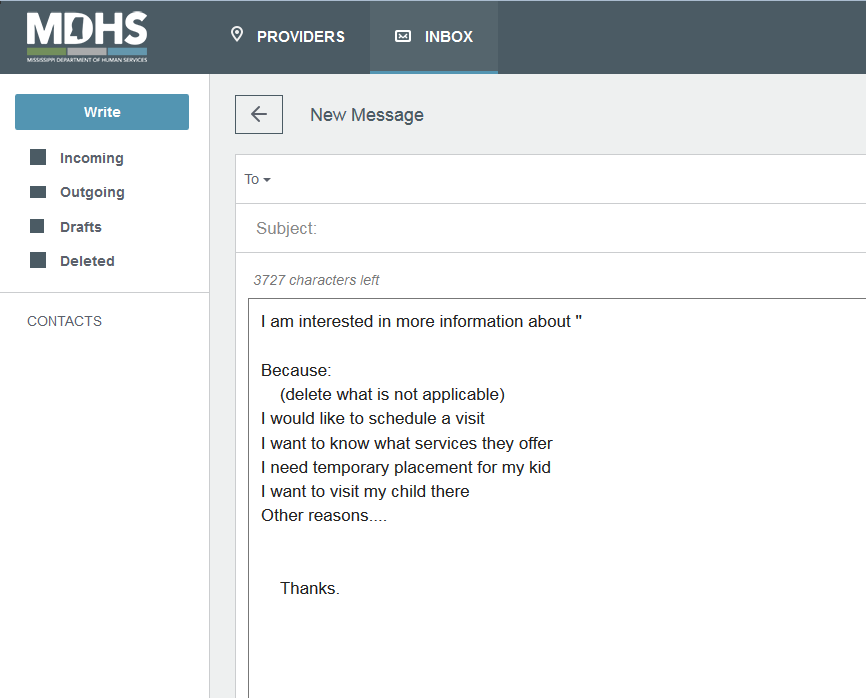 MDHS
MISSISSIPPI DEPARTMENT OF HUMAN SERVICES
PROVIDERS
INBOX
Write
Incoming
Outgoing
Drafts
Deleted
CONTACTS
New Message
To
Subject:
3727 characters left
I am interested in more information about "
Because:
(delete what is not applicable)
I would like to schedule a visit
I want to know what services they offer
I need temporary placement for my kid
I want to visit my child there
Other reasons....
Thanks.